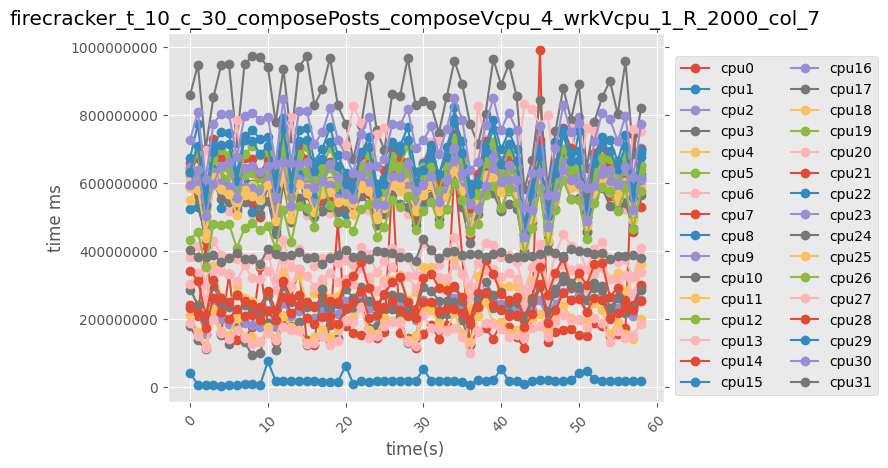 firecracker_t_10_c_30_composePosts_composeVcpu_4_wrkVcpu_1_R_2000_col_7
1000000000
800000000
600000000
400000000
200000000
0
time ms
0
10
20
30
40
50
60
time(s)
cpu0
cpu1
cpu2
cpu3
cpu4
cpu5
cpu6
cpu7
cpu8
cpu9
cpu10
cpu11
cpu12
cpu13
cpu14
cpu15
cpu16
cpu17
cpu18
cpu19
cpu20
cpu21
cpu22
cpu23
cpu24
cpu25
cpu26
cpu27
cpu28
cpu29
cpu30
cpu31